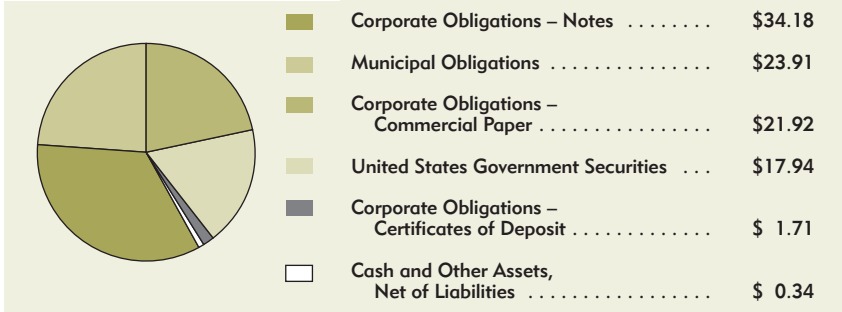 Corporate Obligations – Notes ........ $34.18
Municipal Obligations ............... $23.91
Corporate Obligations –
Commercial Paper ................ $21.92
United States Government Securities ... $17.94
Corporate Obligations –
Certificates of Deposit ............. $ 1.71
Cash and Other Assets,
Net of Liabilities ................. $ 0.34